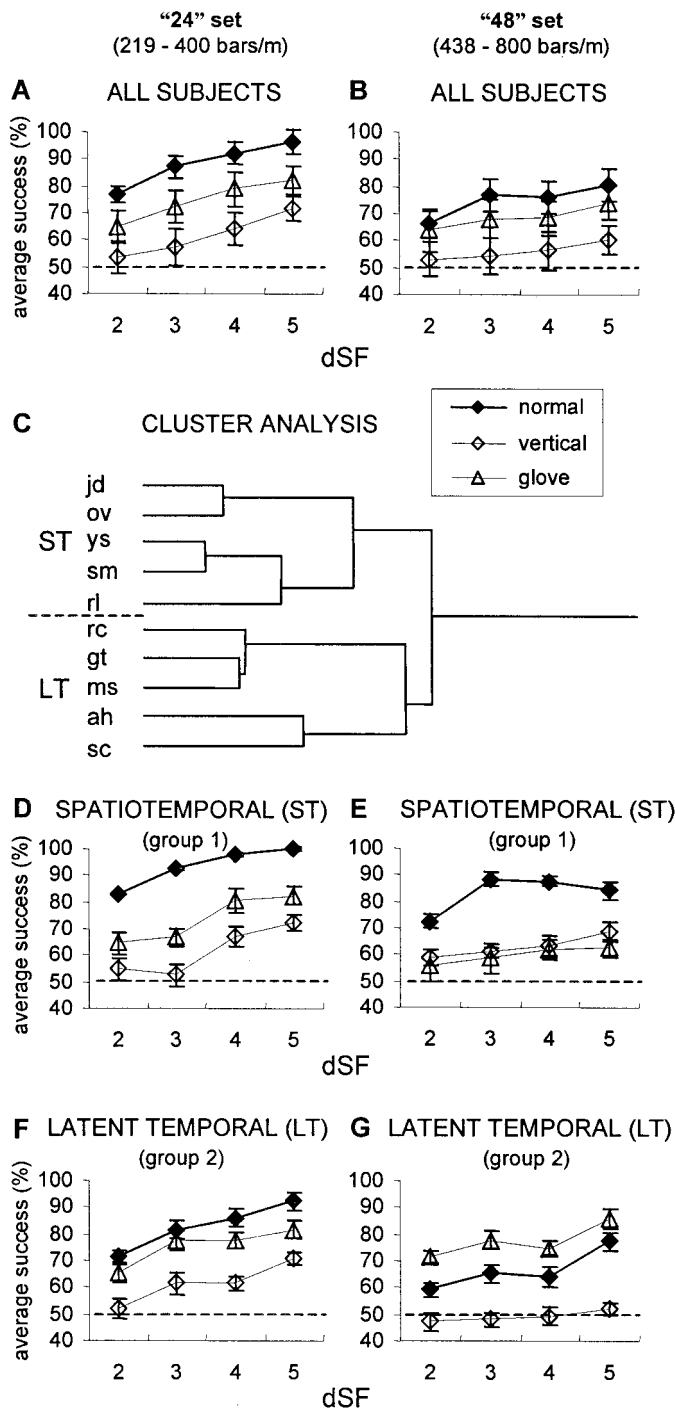 “24” set
(219 - 400 bars/m)
“48” set
(438 - 800 bars/m)
A ALL SUBJECTS
average success (%)
100
90
80
70
60
50
40
2 3 4 5
B ALL SUBJECTS
100
90
80
70
60
50
40
2 3 4 5
dSF
C CLUSTER ANALYSIS
normal
vertical
glove
jd
ov
ST ys
sm
rl
rc
gt
LT ms
ah
sc
D SPATIOTEMPORAL (ST)
(group 1)
average success (%)
100
90
80
70
60
50
40
2 3 4 5
E SPATIOTEMPORAL (ST)
(group 1)
100
90
80
70
60
50
40
2 3 4 5
dSF
F LATENT TEMPORAL (LT)
(group 2)
average success (%)
100
90
80
70
60
50
40
2 3 4 5
G LATENT TEMPORAL (LT)
(group 2)
100
90
80
70
60
50
40
2 3 4 5
dSF